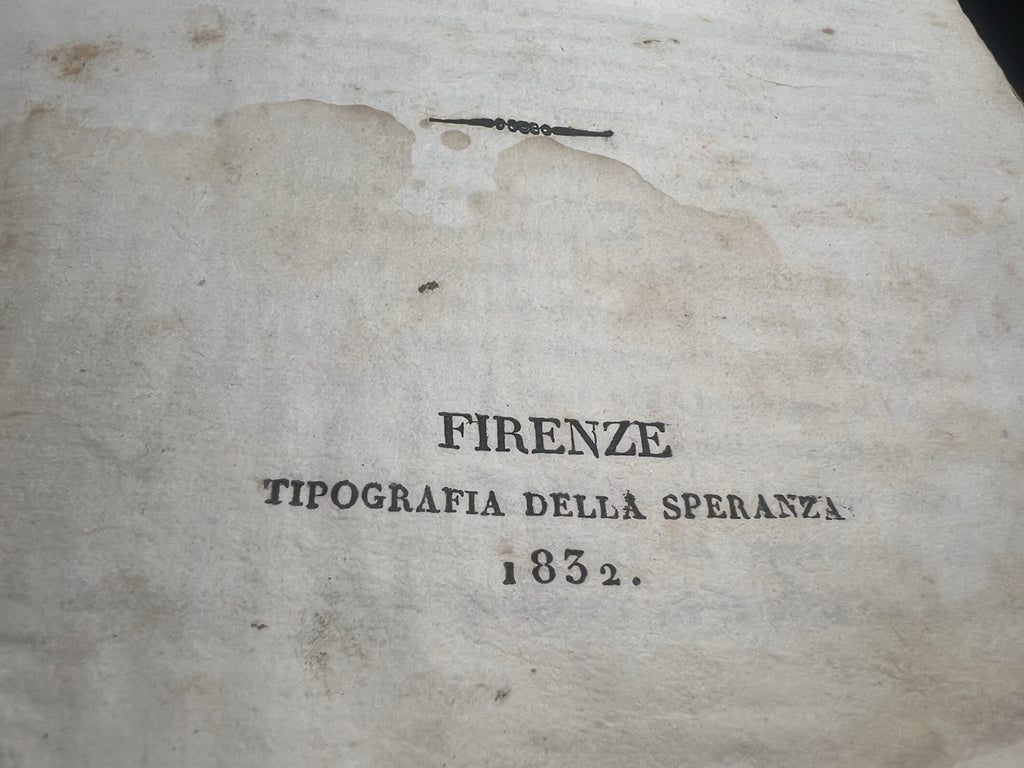 FIRENZE
TIPOGRAFIA DELLA SPERANZA
1832.